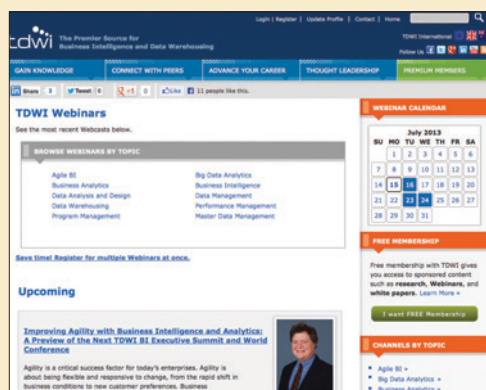 Login | Register | Update Profile | Contact | Home
tdwi
The Premier Source for
Business Intelligence and Data Warehousing
TDWI International
Follow Us
GAIN KNOWLEDGE
CONNECT WITH PEERS
ADVANCE YOUR CAREER
THOUGHT LEADERSHIP
PREMIUM MEMBERS
Share 3
Tweet 0
+1 0
Like
11 people like this.
TDWI Webinars
See the most recent Webcasts below.
BROWSE WEBINARS BY TOPIC
Agile BI
Business Analytics
Data Analysis and Design
Data Warehousing
Program Management
Big Data Analytics
Business Intelligence
Data Management
Performance Management
Master Data Management
Save time! Register for multiple Webinars at once.
Upcoming
Improving Agility with Business Intelligence and Analytics:
A Preview of the Next TDWI BI Executive Summit and World
Conference
Agility is a critical success factor for today's enterprises. Agility is
about being flexible and responsive to change, from the rapid shift in
business conditions to new customer preferences. Business
WEBINAR CALENDAR
July 2013
SU MO TU WE TH FR SA
1 2 3 4 5 6
7 8 9 10 11 12 13
14 15 16 17 18 19 20
21 22 23 24 25 26 27
28 29 30 31
FREE MEMBERSHIP
Free membership with TDWI gives
you access to sponsored content
such as research, Webinars, and
white papers. Learn More »
I want FREE Membership
CHANNELS BY TOPIC
Agile BI »
Big Data Analytics »
Business Analytics »